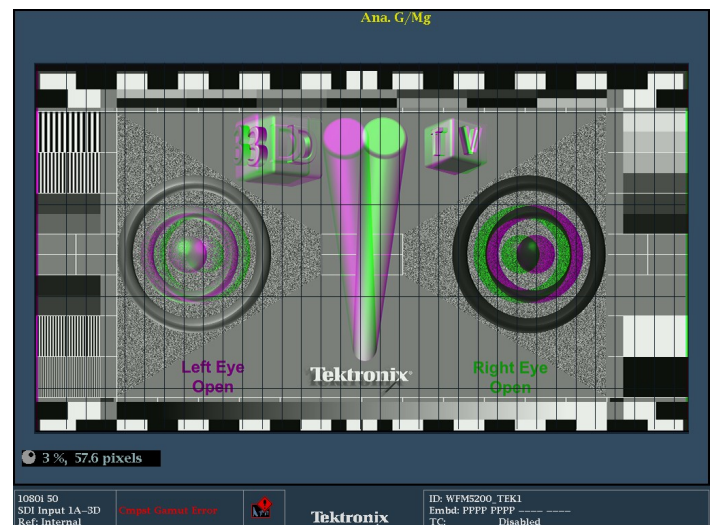 Ana. G/Mg
3D TV
Left Eye
Open
Tektronix
Right Eye
Open
3 %, 57.6 pixels
1080i 50
SDI Input 1A-3D
Ref: Internal
Cmpst Gamut Error
Tektronix
ID: WFM5200_TEK1
Embd: PPPP PPPP ---- ----
TC: Disabled